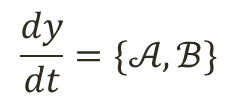 dy/dt = {𝒜, ℬ}